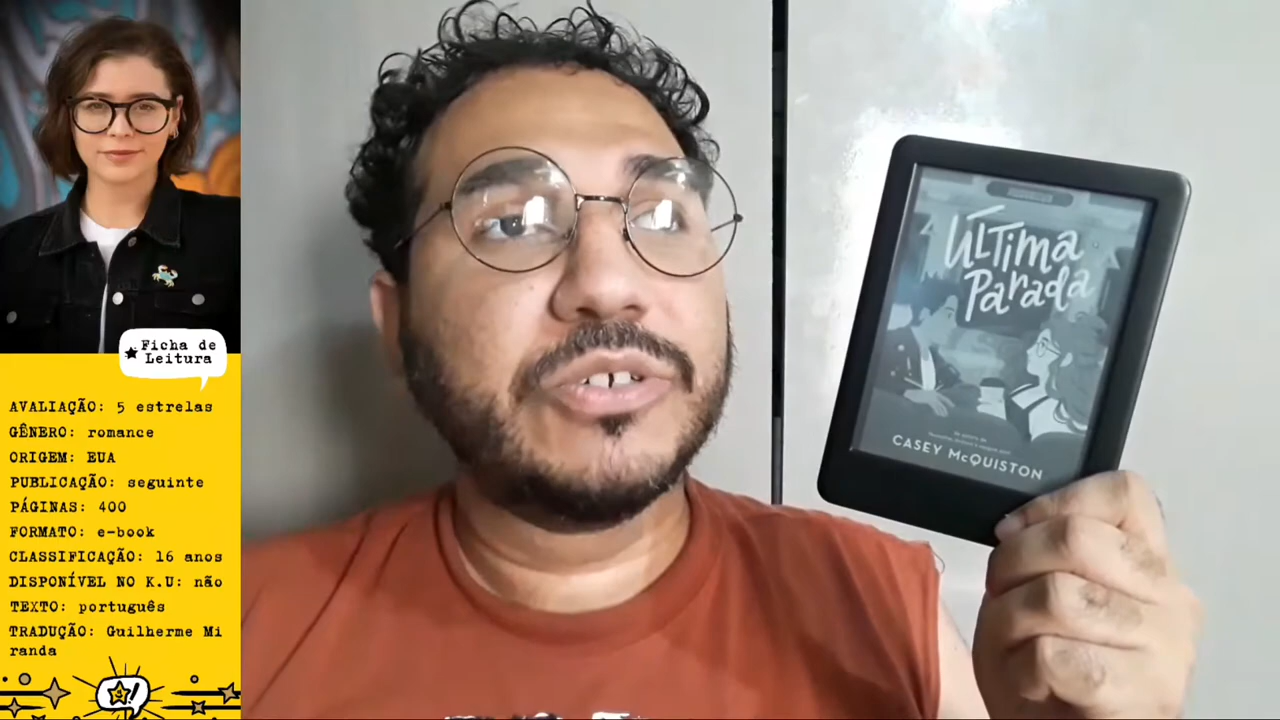 Ficha de
Leitura
AVALIAÇÃO: 5 estrelas
GÊNERO: romance
ORIGEM: EUA
PUBLICAÇÃO: seguinte
PÁGINAS: 400
FORMATO: e-book
CLASSIFICAÇÃO: 16 anos
DISPONÍVEL NO K.U: não
TEXTO: português
TRADUÇÃO: Guilherme Mi
randa
ÚLTIMA
Parada
CASEY McQUISTON